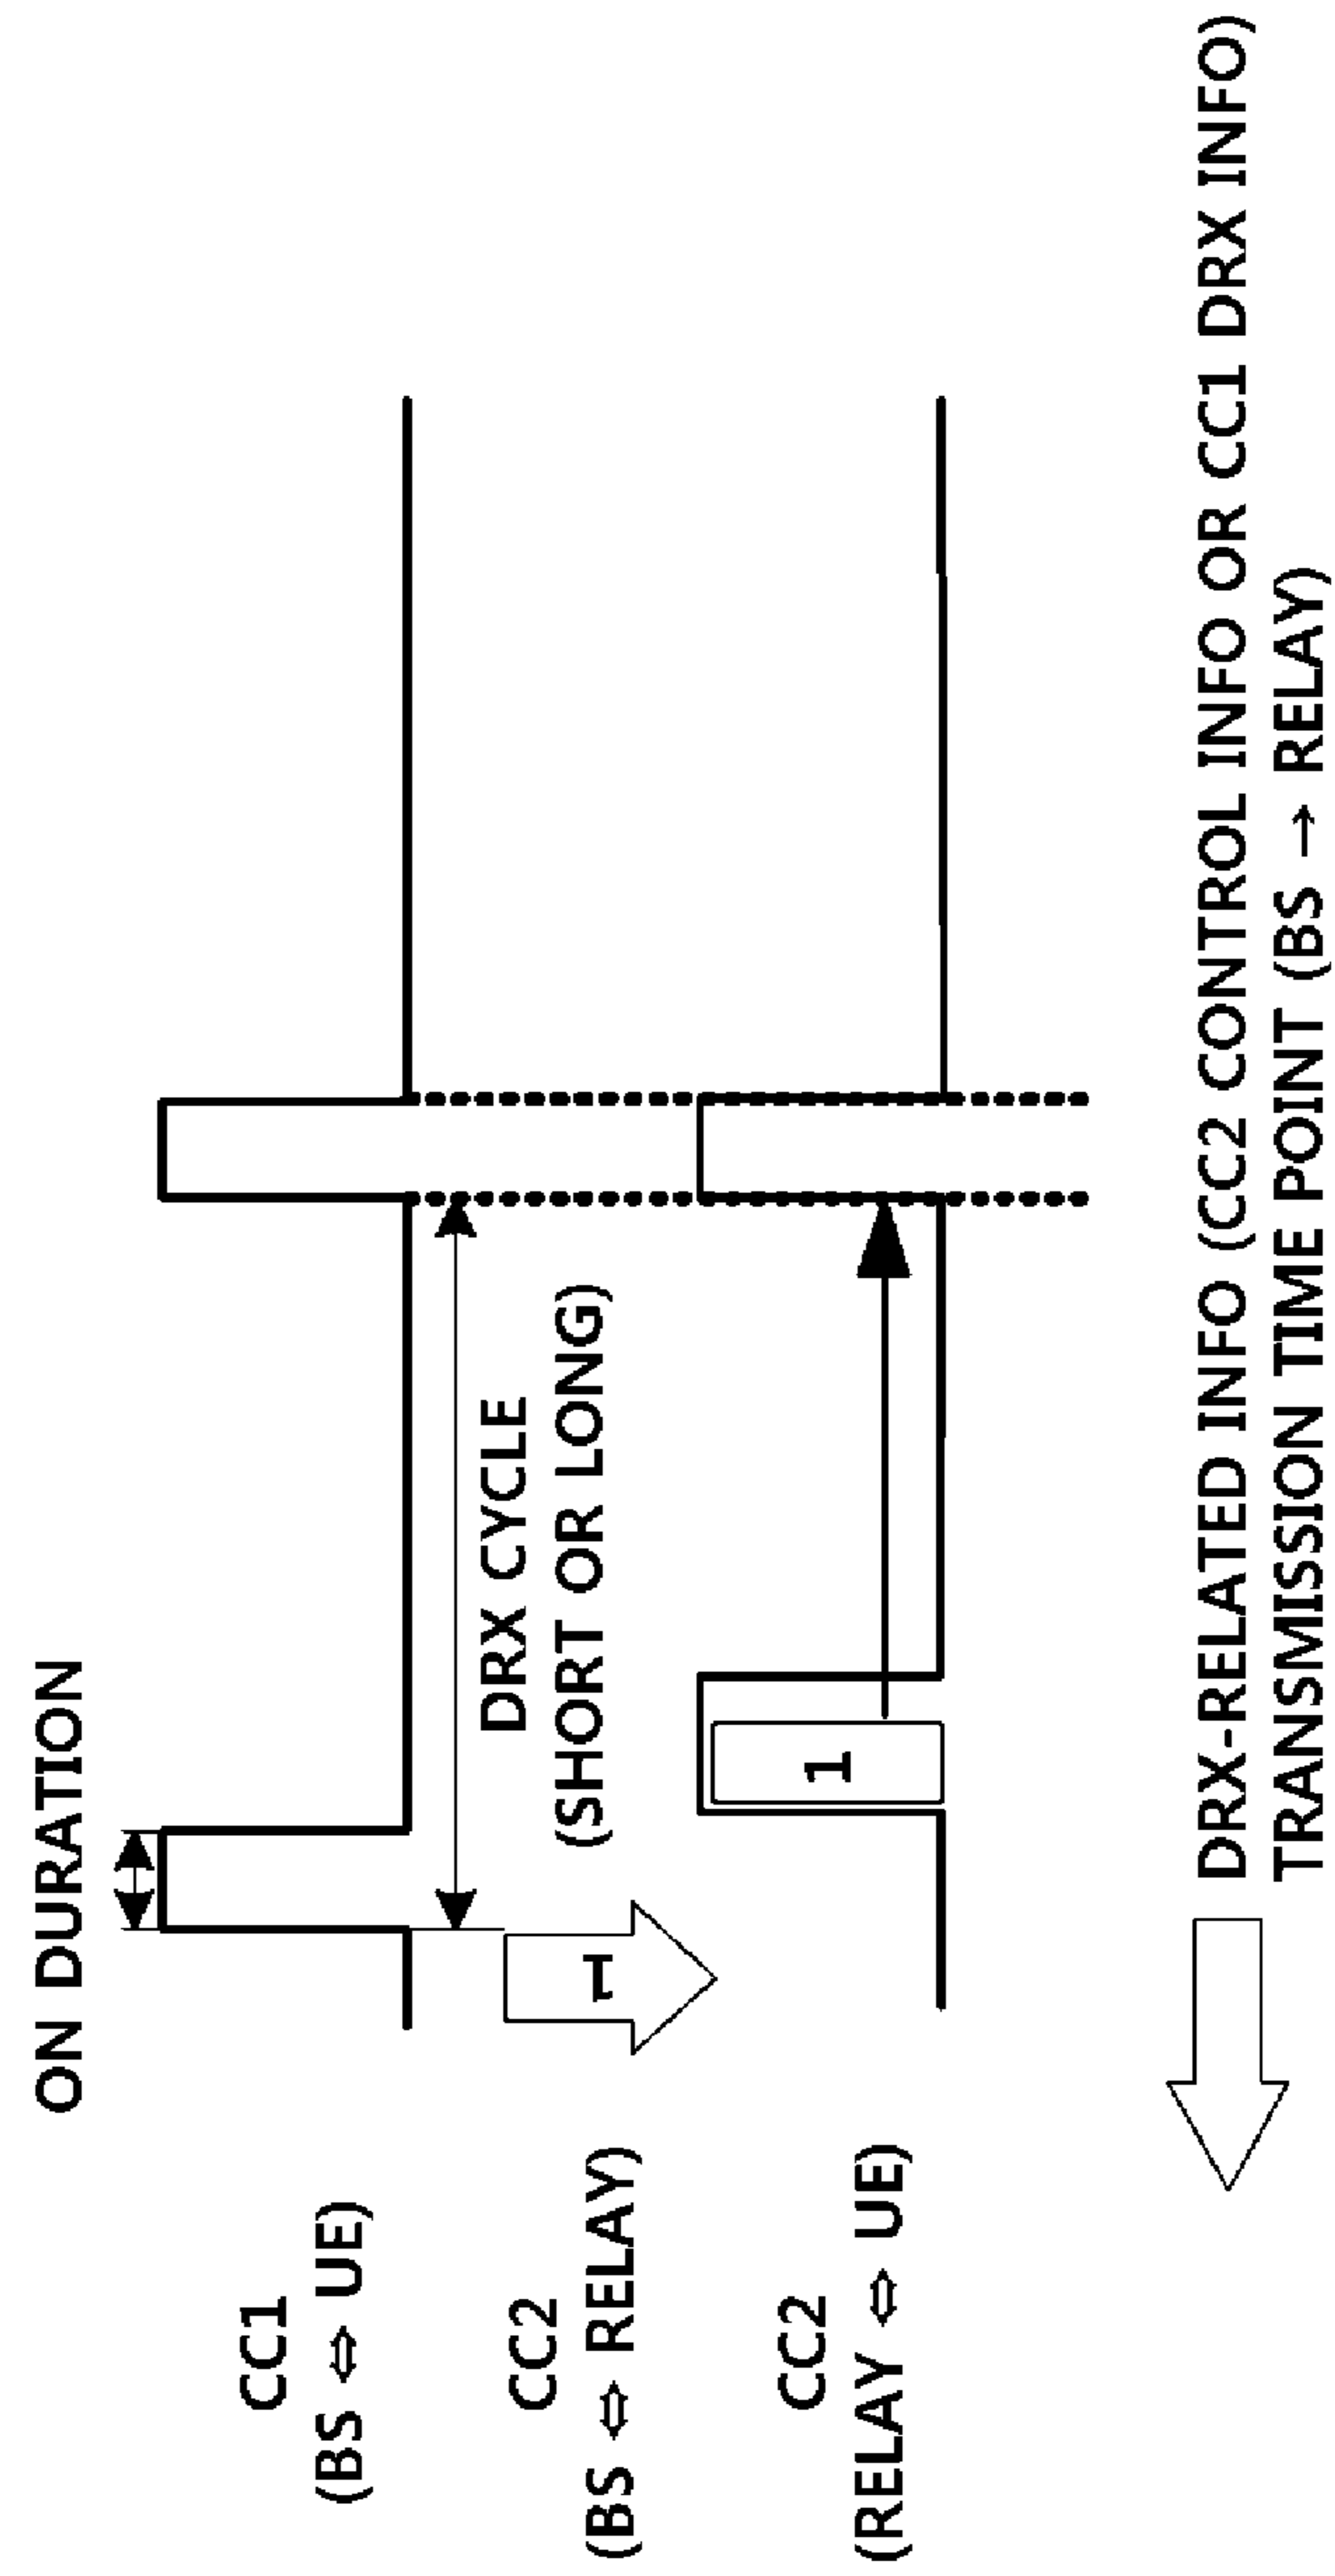 ON DURATION
CC1
(BS ⇔ UE)
DRX CYCLE
(SHORT OR LONG)
CC2
(BS ⇔ RELAY)
1
1
CC2
(RELAY ⇔ UE)
DRX-RELATED INFO (CC2 CONTROL INFO OR CC1 DRX INFO)
TRANSMISSION TIME POINT (BS → RELAY)